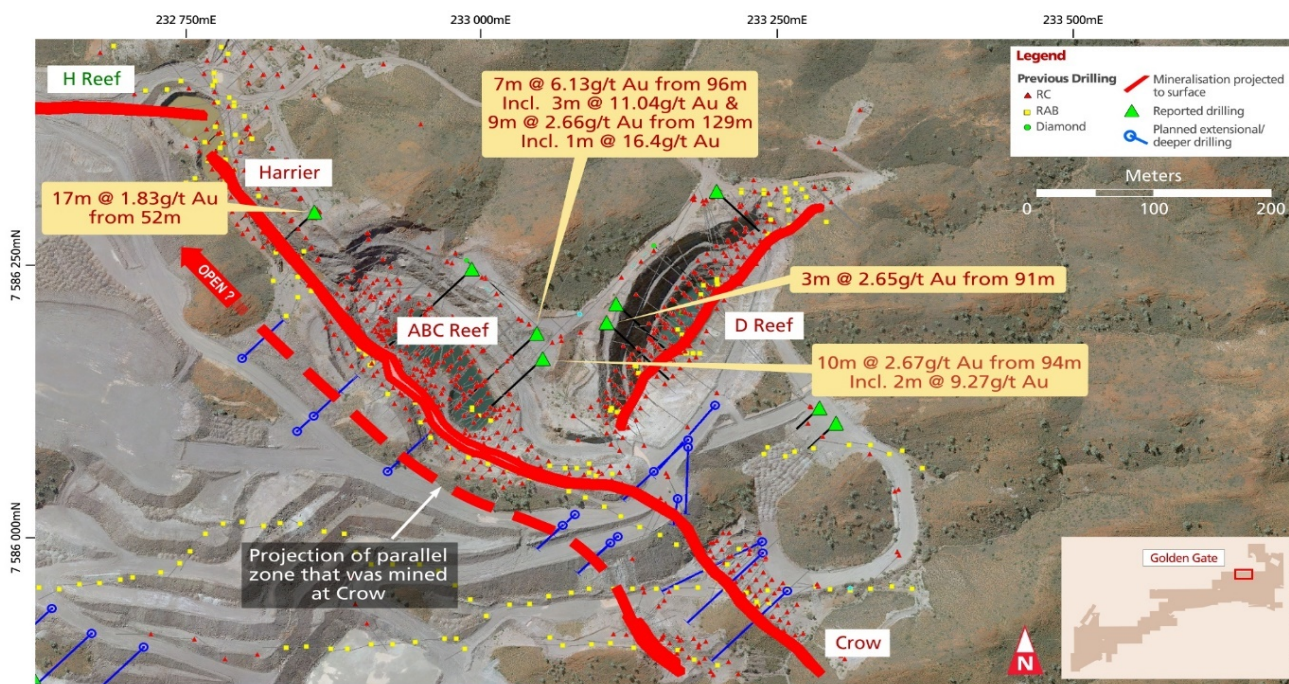 232 750mE
233 000mE
233 250mE
233 500mE
7 586 250mN
7 586 000mN
H Reef
Harrier
17m @ 1.83g/t Au
from 52m
OPEN ?
7m @ 6.13g/t Au from 96m
Incl. 3m @ 11.04g/t Au &
9m @ 2.66g/t Au from 129m
Incl. 1m @ 16.4g/t Au
ABC Reef
3m @ 2.65g/t Au from 91m
D Reef
10m @ 2.67g/t Au from 94m
Incl. 2m @ 9.27g/t Au
Projection of parallel
zone that was mined
at Crow
Crow
Legend
Previous Drilling
RC
RAB
Diamond
Mineralisation projected
to surface
Reported drilling
Planned extensional/
deeper drilling
Meters
0 100 200
N
Golden Gate